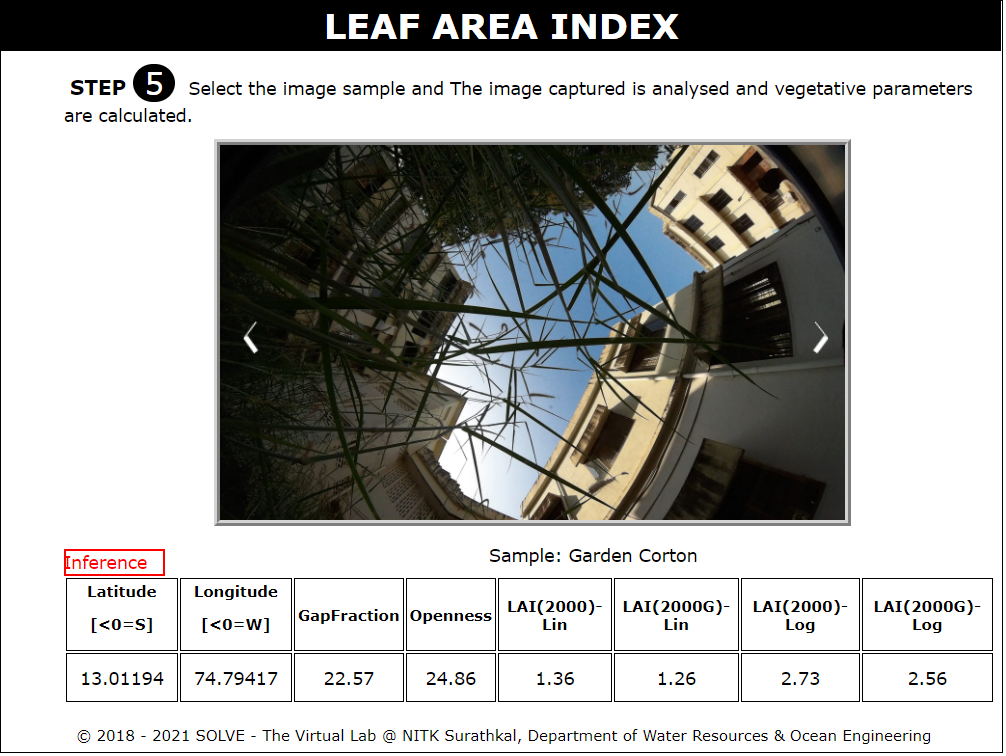 LEAF AREA INDEX
STEP 5 Select the image sample and The image captured is analysed and vegetative parameters
are calculated.
Sample: Garden Corton
Inference
Latitude [<0=S] Longitude [<0=W] GapFraction Openness LAI(2000)-Lin LAI(2000G)-Lin LAI(2000)-Log LAI(2000G)-Log
13.01194 74.79417 22.57 24.86 1.36 1.26 2.73 2.56
© 2018 - 2021 SOLVE - The Virtual Lab @ NITK Surathkal, Department of Water Resources & Ocean Engineering